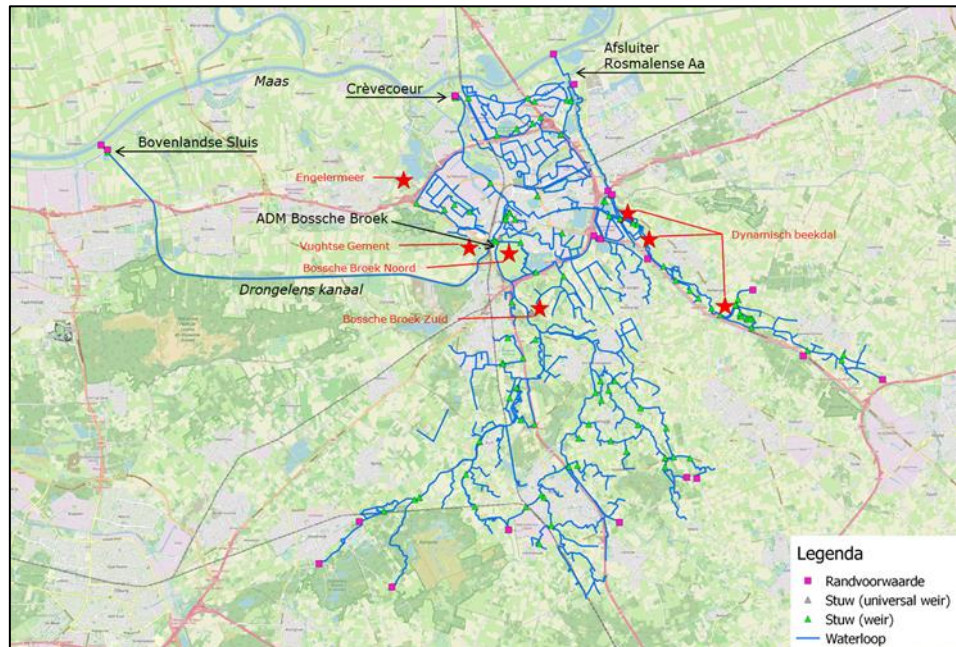 Afsluiter
Rosmalense Aa
Maas
Crèvecoeur
Bovenlandse Sluis
Engelermeer
ADM Bossche Broek
Dynamisch beekdal
Vughtse Gement
Bossche Broek Noord
Drongelens kanaal
Bossche Broek Zuid
Legenda
Randvoorwaarde
Stuw (universal weir)
Stuw (weir)
Waterloop